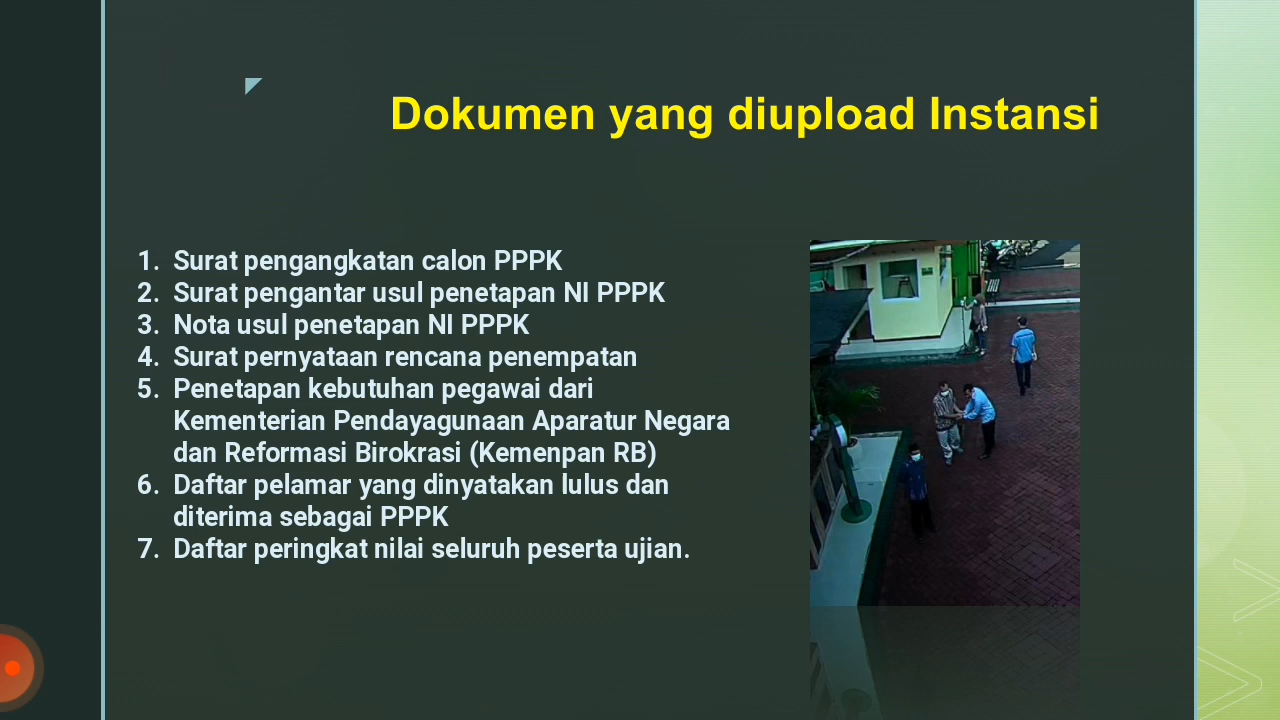 Dokumen yang diupload Instansi
1. Surat pengangkatan calon PPPK
2. Surat pengantar usul penetapan NI PPPK
3. Nota usul penetapan NI PPPK
4. Surat pernyataan rencana penempatan
5. Penetapan kebutuhan pegawai dari
Kementerian Pendayagunaan Aparatur Negara
dan Reformasi Birokrasi (Kemenpan RB)
6. Daftar pelamar yang dinyatakan lulus dan
diterima sebagai PPPK
7. Daftar peringkat nilai seluruh peserta ujian.